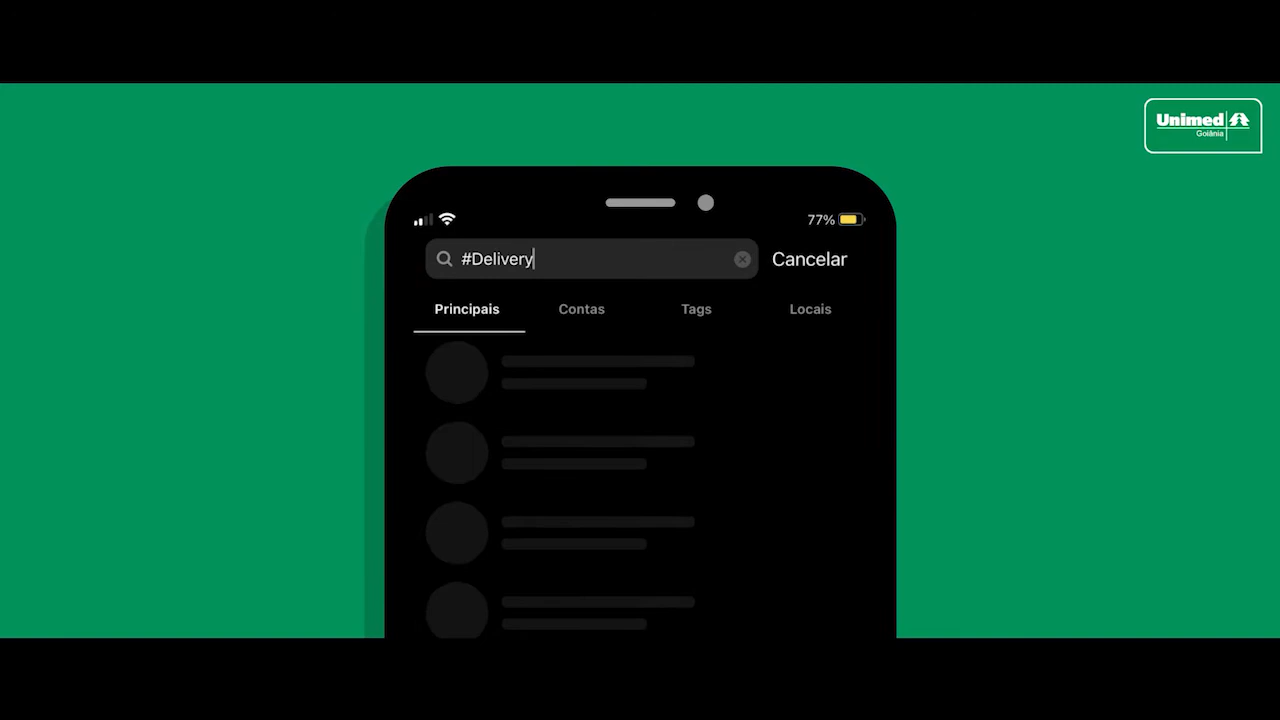 Unimed
Goiânia
77%
#Delivery
Cancelar
Principais
Contas
Tags
Locais